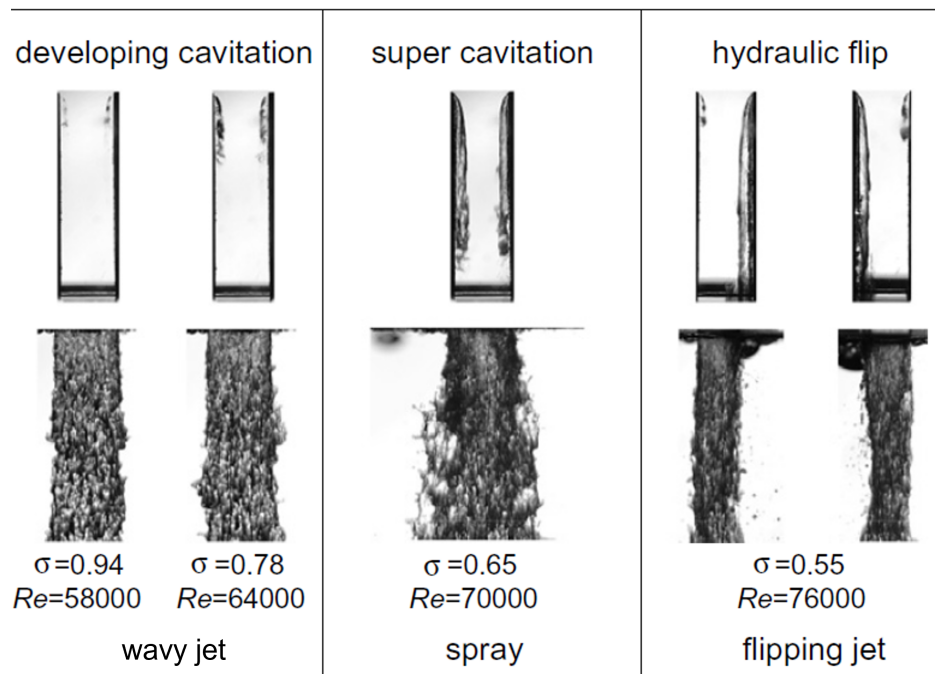 developing cavitation
super cavitation
hydraulic flip
σ=0.94
Re=58000
σ=0.78
Re=64000
σ=0.65
Re=70000
σ=0.55
Re=76000
wavy jet
spray
flipping jet